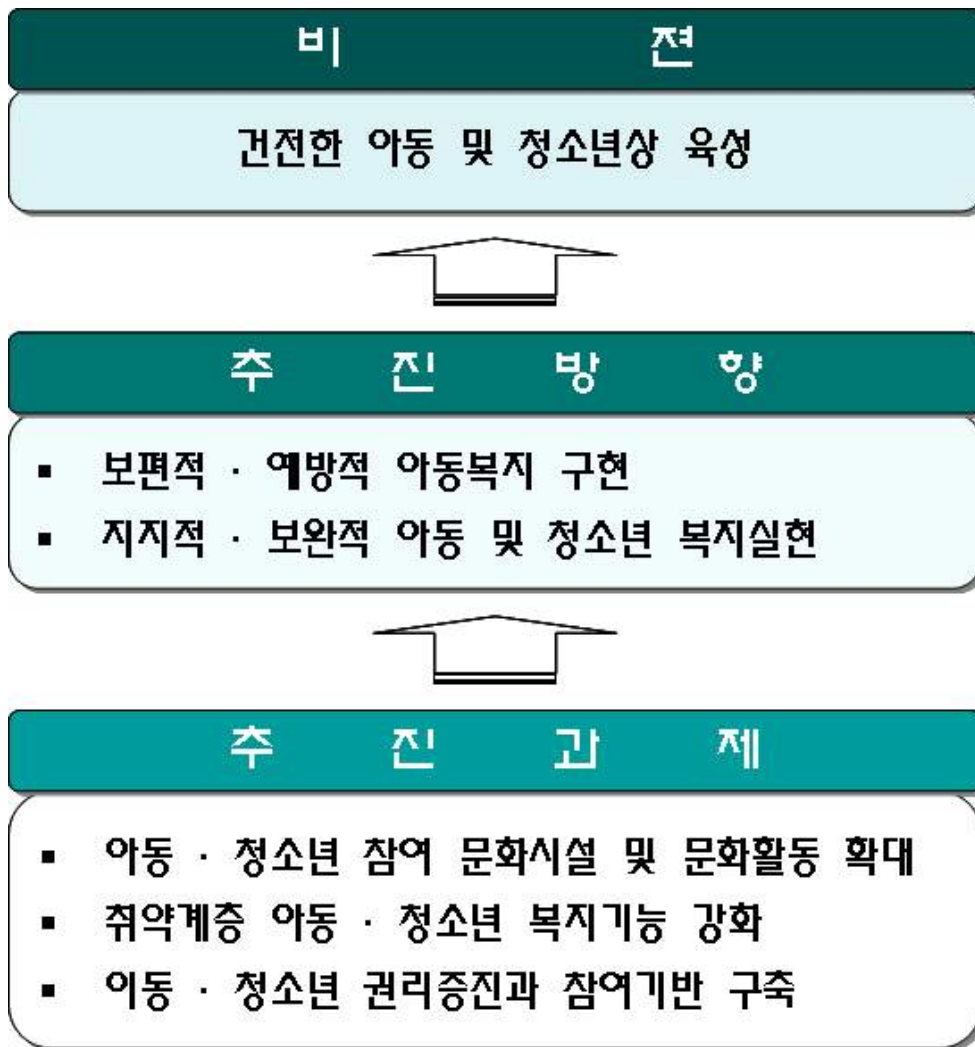 비 젼
건전한 아동 및 청소년상 육성
추 진 방 향
▪ 보편적 · 예방적 아동복지 구현
▪ 지지적 · 보완적 아동 및 청소년 복지실현
추 진 과 제
▪ 아동 · 청소년 참여 문화시설 및 문화활동 확대
▪ 취약계층 아동 · 청소년 복지기능 강화
▪ 이동 · 청소년 권리증진과 참여기반 구축